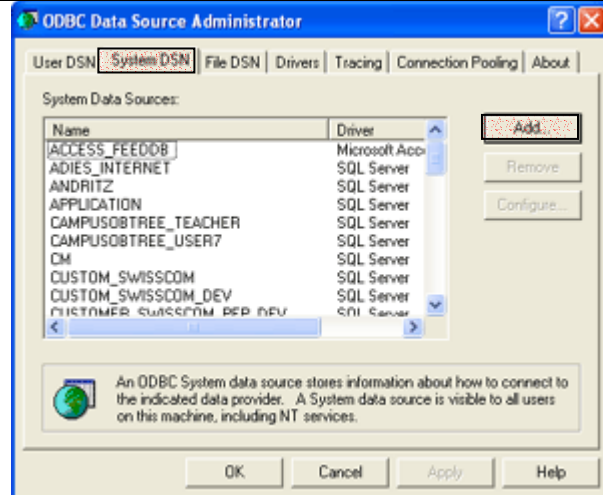 ODBC Data Source Administrator
User DSN System DSN File DSN Drivers Tracing Connection Pooling About
System Data Sources:
Name Driver
ACCESS_FEEDDB Microsoft Acc
ADIES_INTERNET SQL Server
ANDRITZ SQL Server
APPLICATION SQL Server
CAMPUSOBTREE_TEACHER SQL Server
CAMPUSOBTREE_USER7 SQL Server
CM SQL Server
CUSTOM_SWISSCOM SQL Server
CUSTOM_SWISSCOM_DEV SQL Server
CUSTOMER_SWISSCOM_PEP_DEV SQL Server
Add...
Remove
Configure...
An ODBC System data source stores information about how to connect to
the indicated data provider. A System data source is visible to all users
on this machine, including NT services.
OK Cancel Apply Help